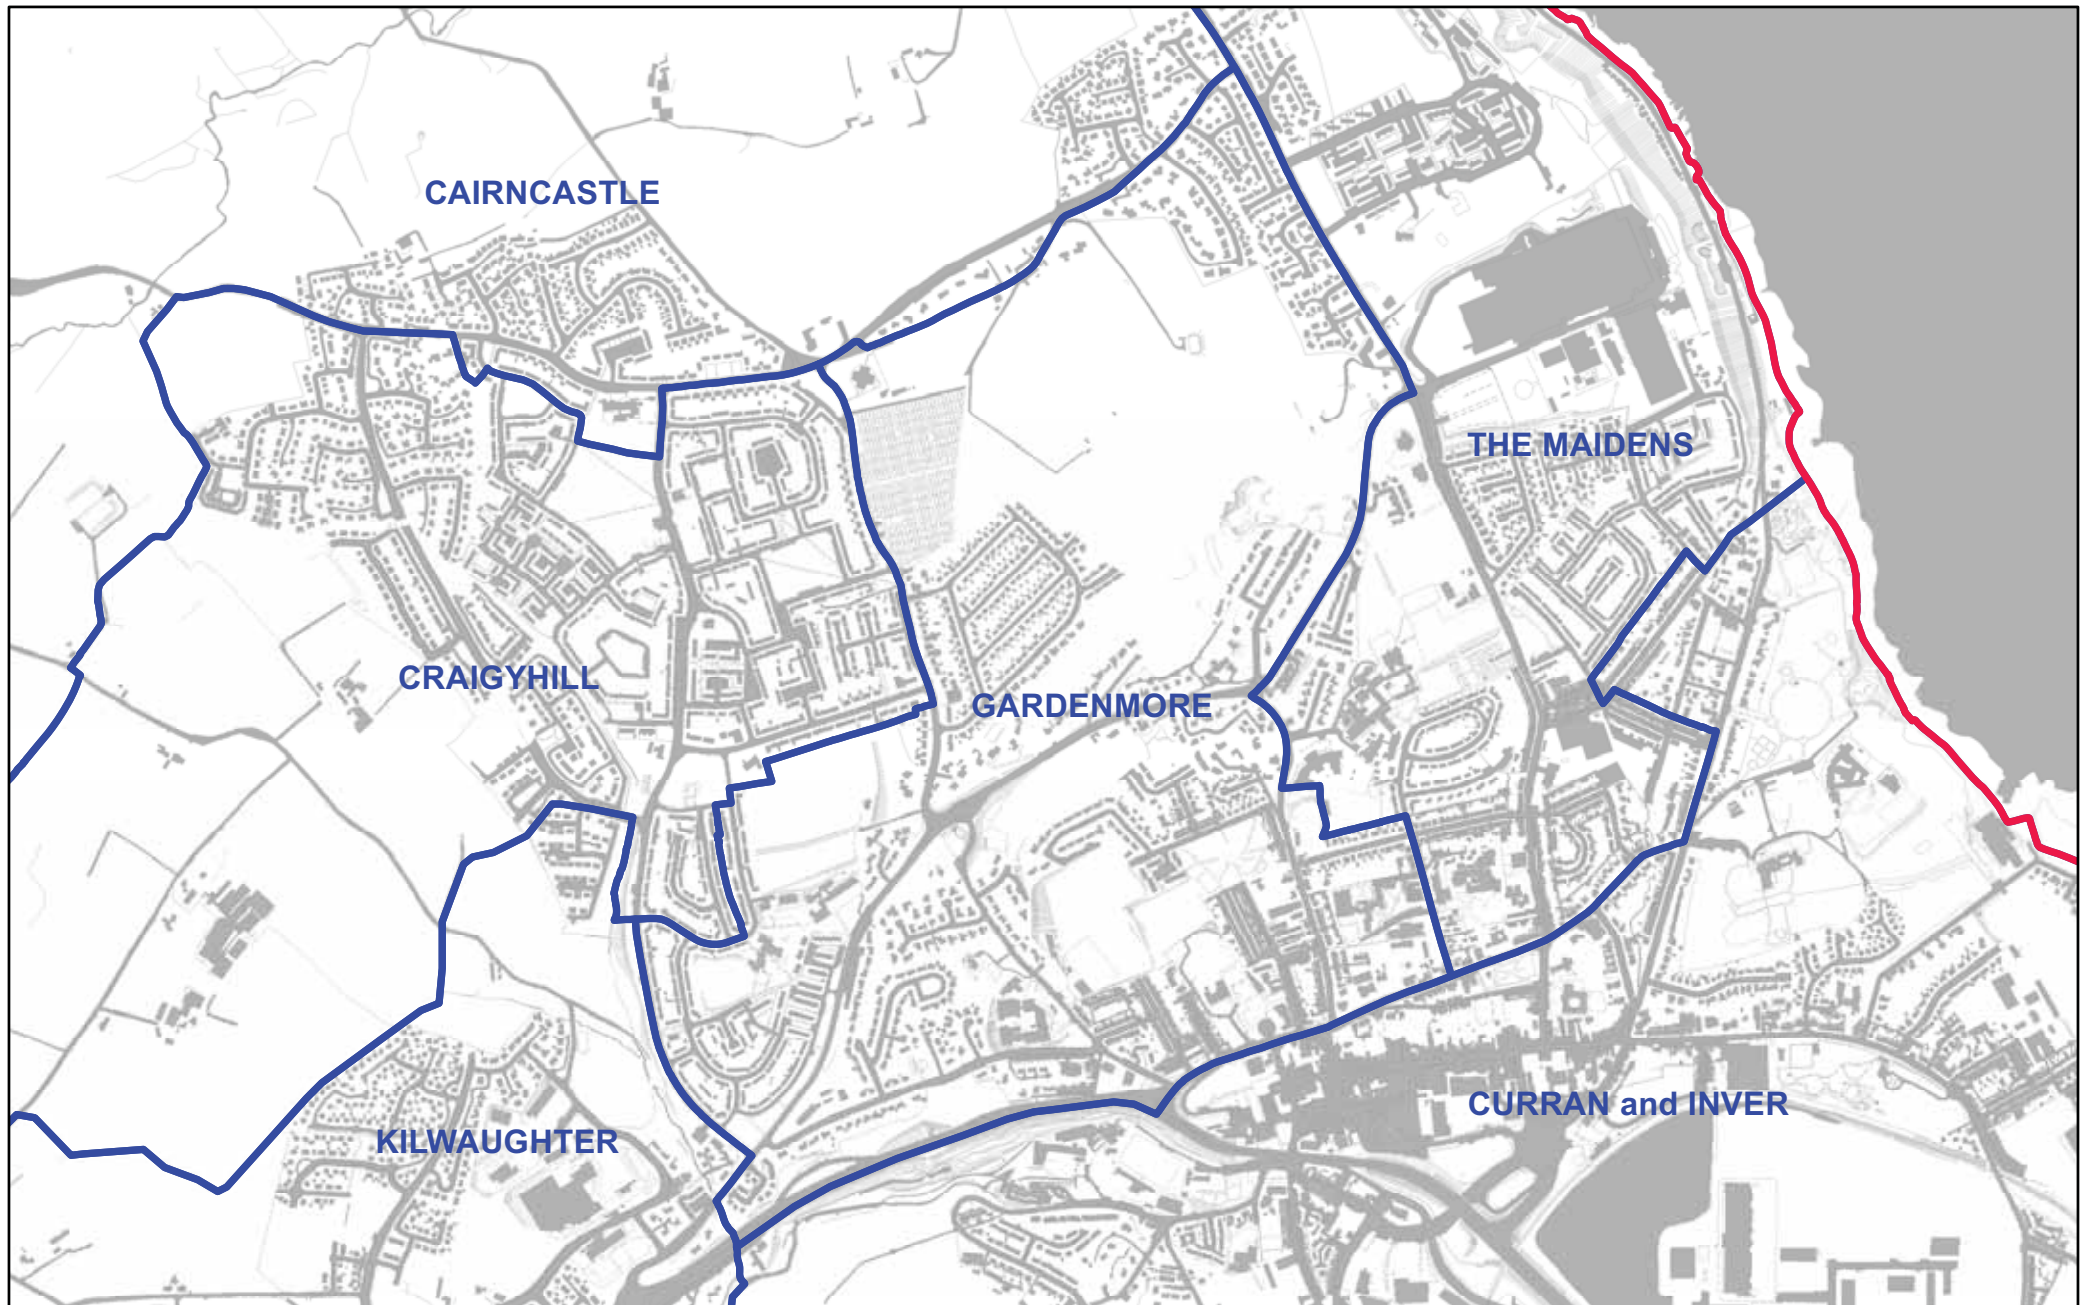 CAIRNCASTLE
THE MAIDENS
CRAIGYHILL
GARDENMORE
CURRAN and INVER
KILWAUGHTER